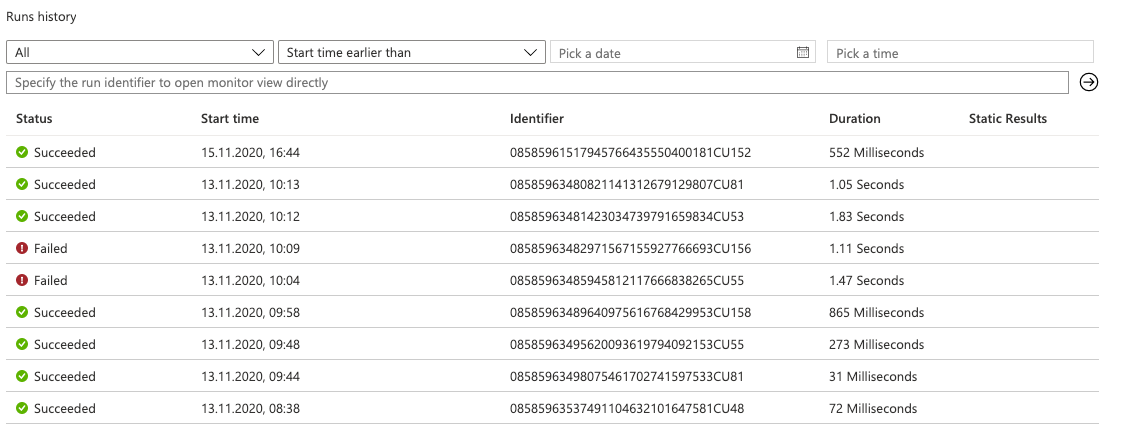 Runs history
All Start time earlier than Pick a date Pick a time
Specify the run identifier to open monitor view directly
Status Start time Identifier Duration Static Results
Succeeded 15.11.2020, 16:44 08585961517945766435550400181CU152 552 Milliseconds
Succeeded 13.11.2020, 10:13 08585963480821141312679129807CU81 1.05 Seconds
Succeeded 13.11.2020, 10:12 08585963481423034739791659834CU53 1.83 Seconds
Failed 13.11.2020, 10:09 08585963482971567155927766693CU156 1.11 Seconds
Failed 13.11.2020, 10:04 08585963485945812117666838265CU55 1.47 Seconds
Succeeded 13.11.2020, 09:58 08585963489640975616768429953CU158 865 Milliseconds
Succeeded 13.11.2020, 09:48 08585963495620093619794092153CU55 273 Milliseconds
Succeeded 13.11.2020, 09:44 08585963498075461702741597533CU81 31 Milliseconds
Succeeded 13.11.2020, 08:38 08585963537491104632101647581CU48 72 Milliseconds